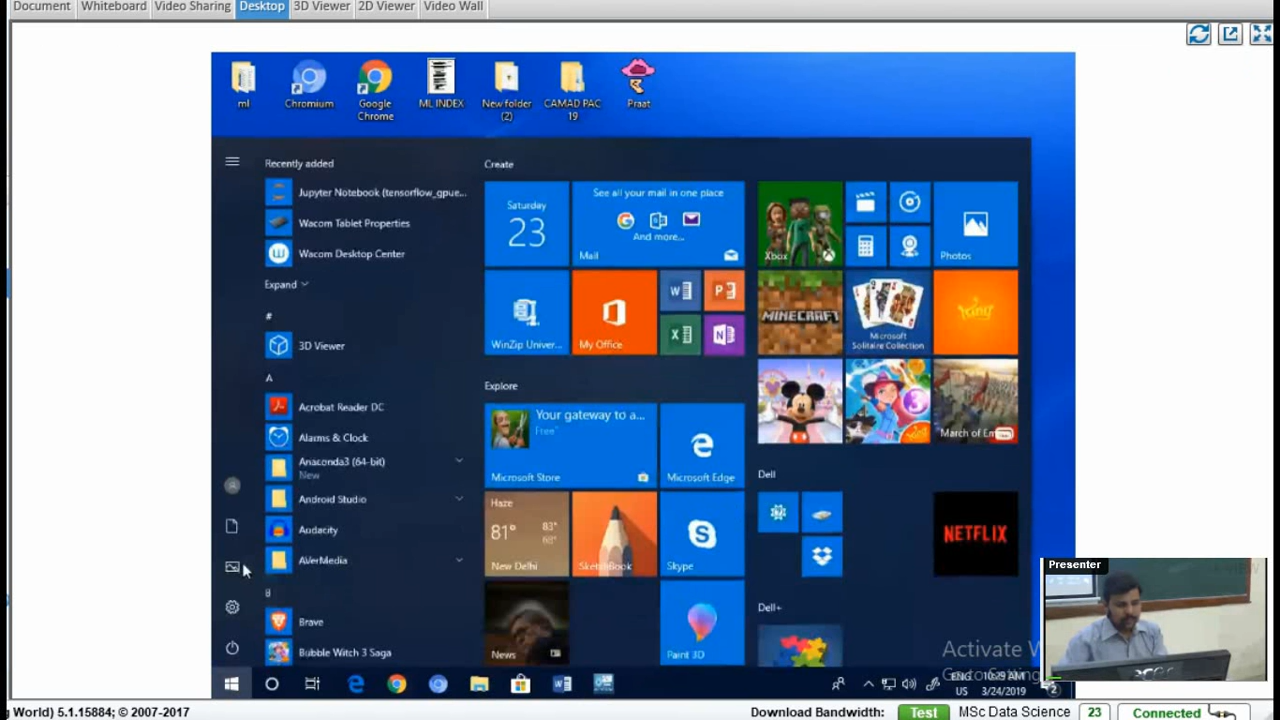 Document Whiteboard Video Sharing Desktop 3D Viewer 2D Viewer Video Wall
ml
Chromium
Google
Chrome
ML INDEX
New folder
(2)
CAMAD PAC
19
Praat
Recently added
Jupyter Notebook (tensorflow_gpue...
Wacom Tablet Properties
Wacom Desktop Center
Expand
#
3D Viewer
A
Acrobat Reader DC
Alarms & Clock
Anaconda3 (64-bit)
New
Android Studio
Audacity
AVerMedia
B
Brave
Bubble Witch 3 Saga
Create
Saturday
23
See all your mail in one place
And more...
Mail
WinZip Univer...
My Office
Explore
Your gateway to a...
Free
Microsoft Store
Microsoft Edge
Haze
81°
83°
68°
New Delhi
SketchBook
Skype
News
Paint 3D
Xbox
Photos
MINECRAFT
Microsoft
Solitaire Collection
king
March of Em
Dell
NETFLIX
Dell+
Activate W
Go to Setting
ENG
US
10:29 AM
3/24/2019
2
Presenter
World) 5.1.15884; © 2007-2017
Download Bandwidth: Test MSc Data Science 23 Connected